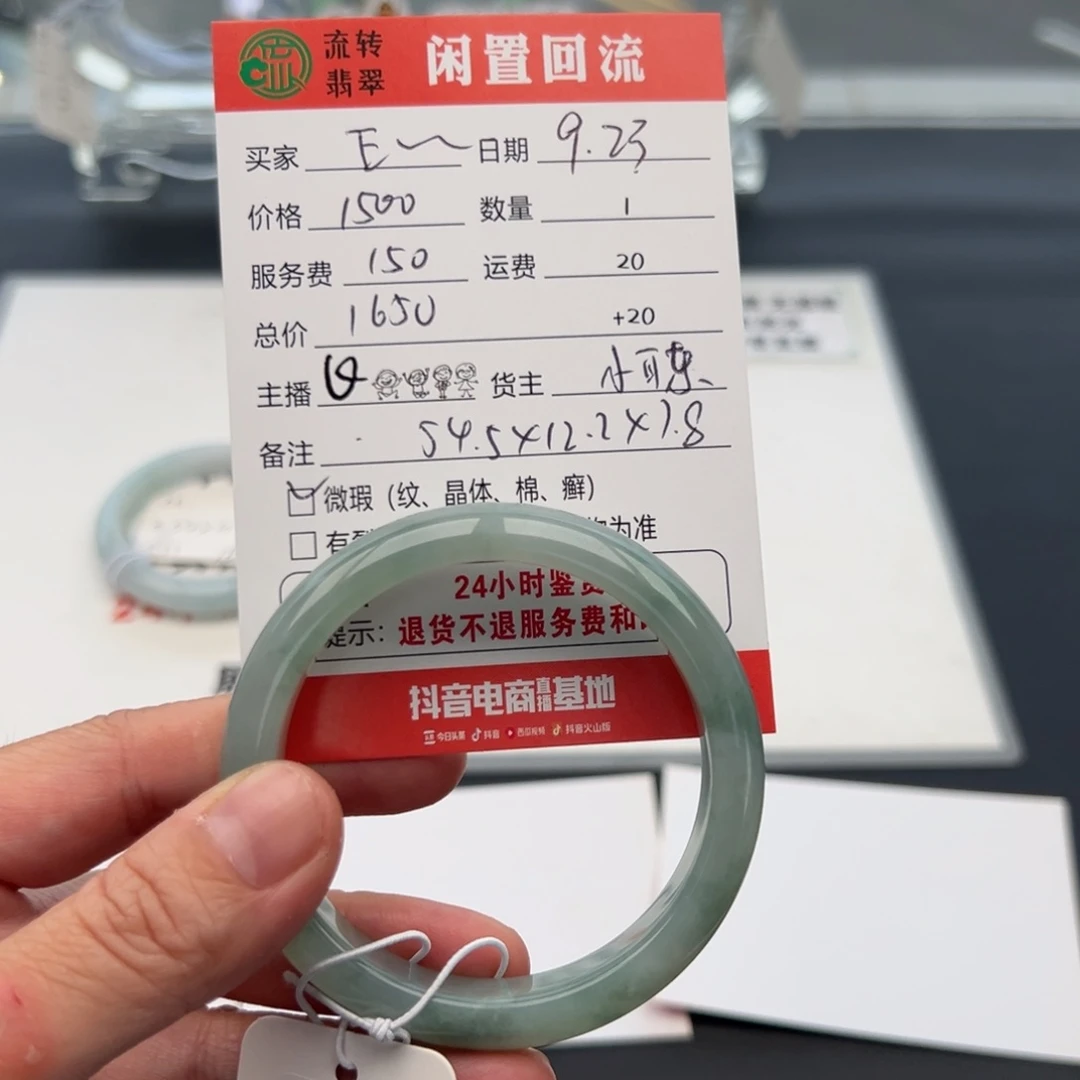 流转翡翠 闲置回流
买家 E 日期 9.23
价格 1500 数量 1
服务费 150 运费 20
总价 1650 +20
主播 货主 小
备注 54.5×12.2×7.8
微瑕（纹、晶体、棉、癣）
有 为准
24小时鉴
提示：退货不退服务费和
抖音电商直播基地
今日头条 抖音 西瓜视频 抖音火山版